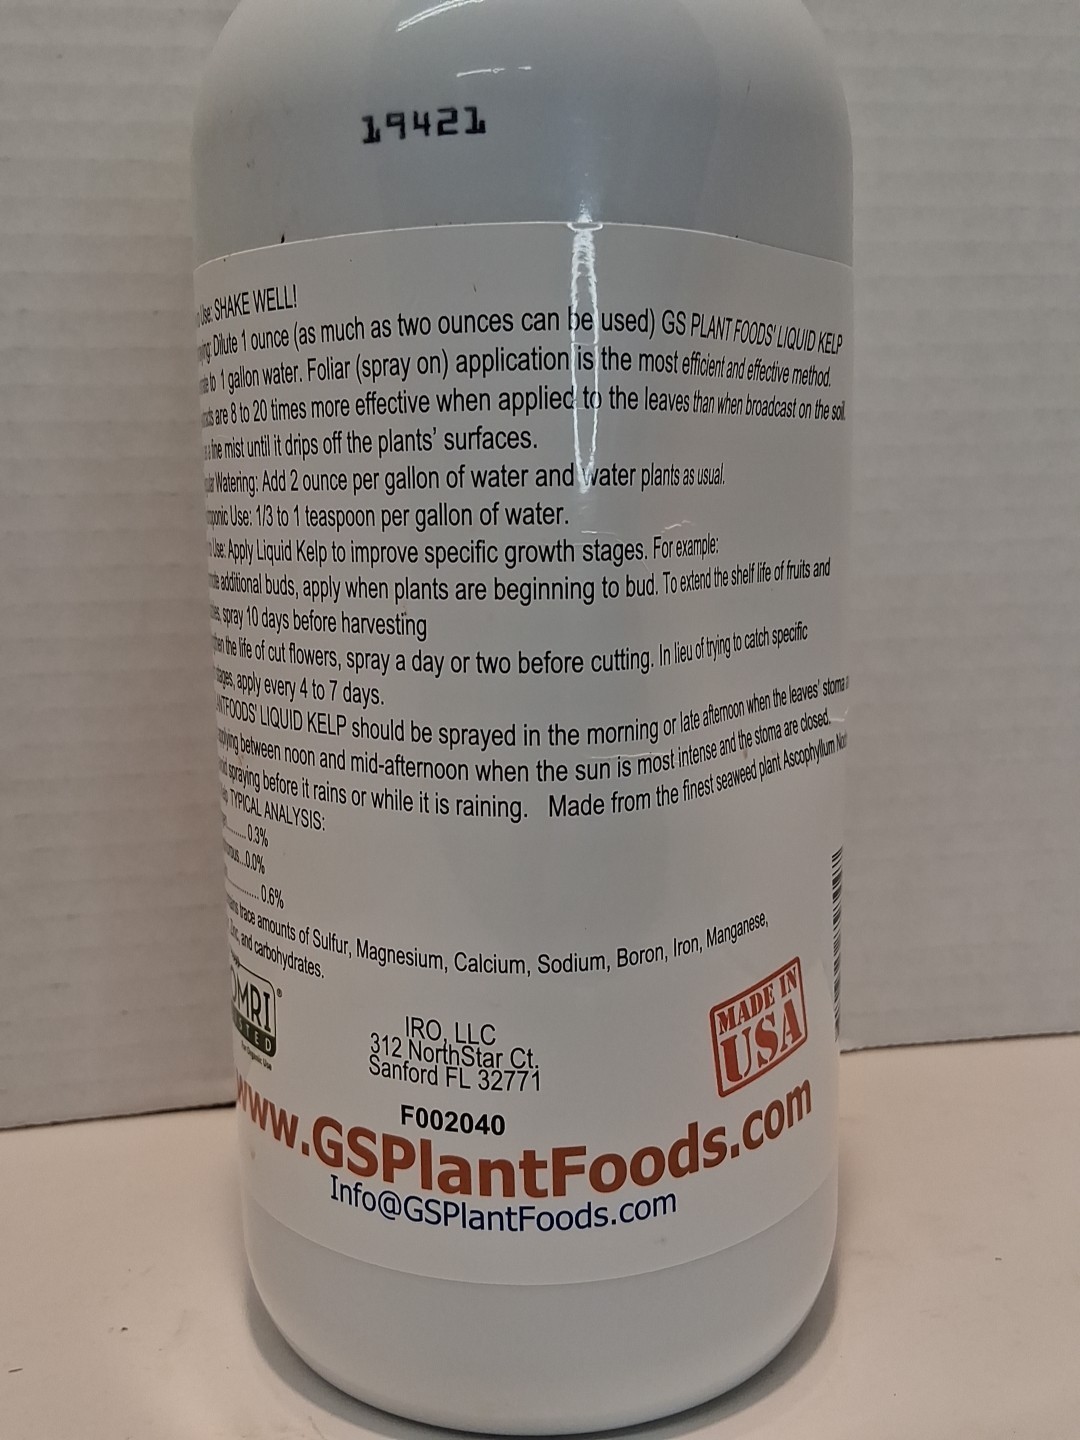 19421
Use: SHAKE WELL!
Dilute 1 ounce (as much as two ounces can be used) GS PLANT FOODS' LIQUID KELP
to 1 gallon water. Foliar (spray on) application is the most efficient and effective method.
are 8 to 20 times more effective when applied to the leaves than when broadcast on the soil.
fine mist until it drips off the plants' surfaces.
Watering: Add 2 ounce per gallon of water and water plants as usual.
Use: 1/3 to 1 teaspoon per gallon of water.
Use: Apply Liquid Kelp to improve specific growth stages. For example:
additional buds, apply when plants are beginning to bud. To extend the shelf life of fruits and
spray 10 days before harvesting
the life of cut flowers, spray a day or two before cutting. In lieu of trying to catch specific
apply every 4 to 7 days.
LIQUID KELP should be sprayed in the morning or late afternoon when the leaves' stoma
between noon and mid-afternoon when the sun is most intense and the stoma are closed.
spraying before it rains or while it is raining. Made from the finest seaweed plant Ascophyllum
TYPICAL ANALYSIS:
0.3%
...0.0%
0.6%
trace amounts of Sulfur, Magnesium, Calcium, Sodium, Boron, Iron, Manganese,
and carbohydrates.
OMRI®
For Organic Use
MADE IN
USA
IRO, LLC
312 NorthStar Ct.
Sanford FL 32771
F002040
www.GSPlantFoods.com
Info@GSPlantFoods.com